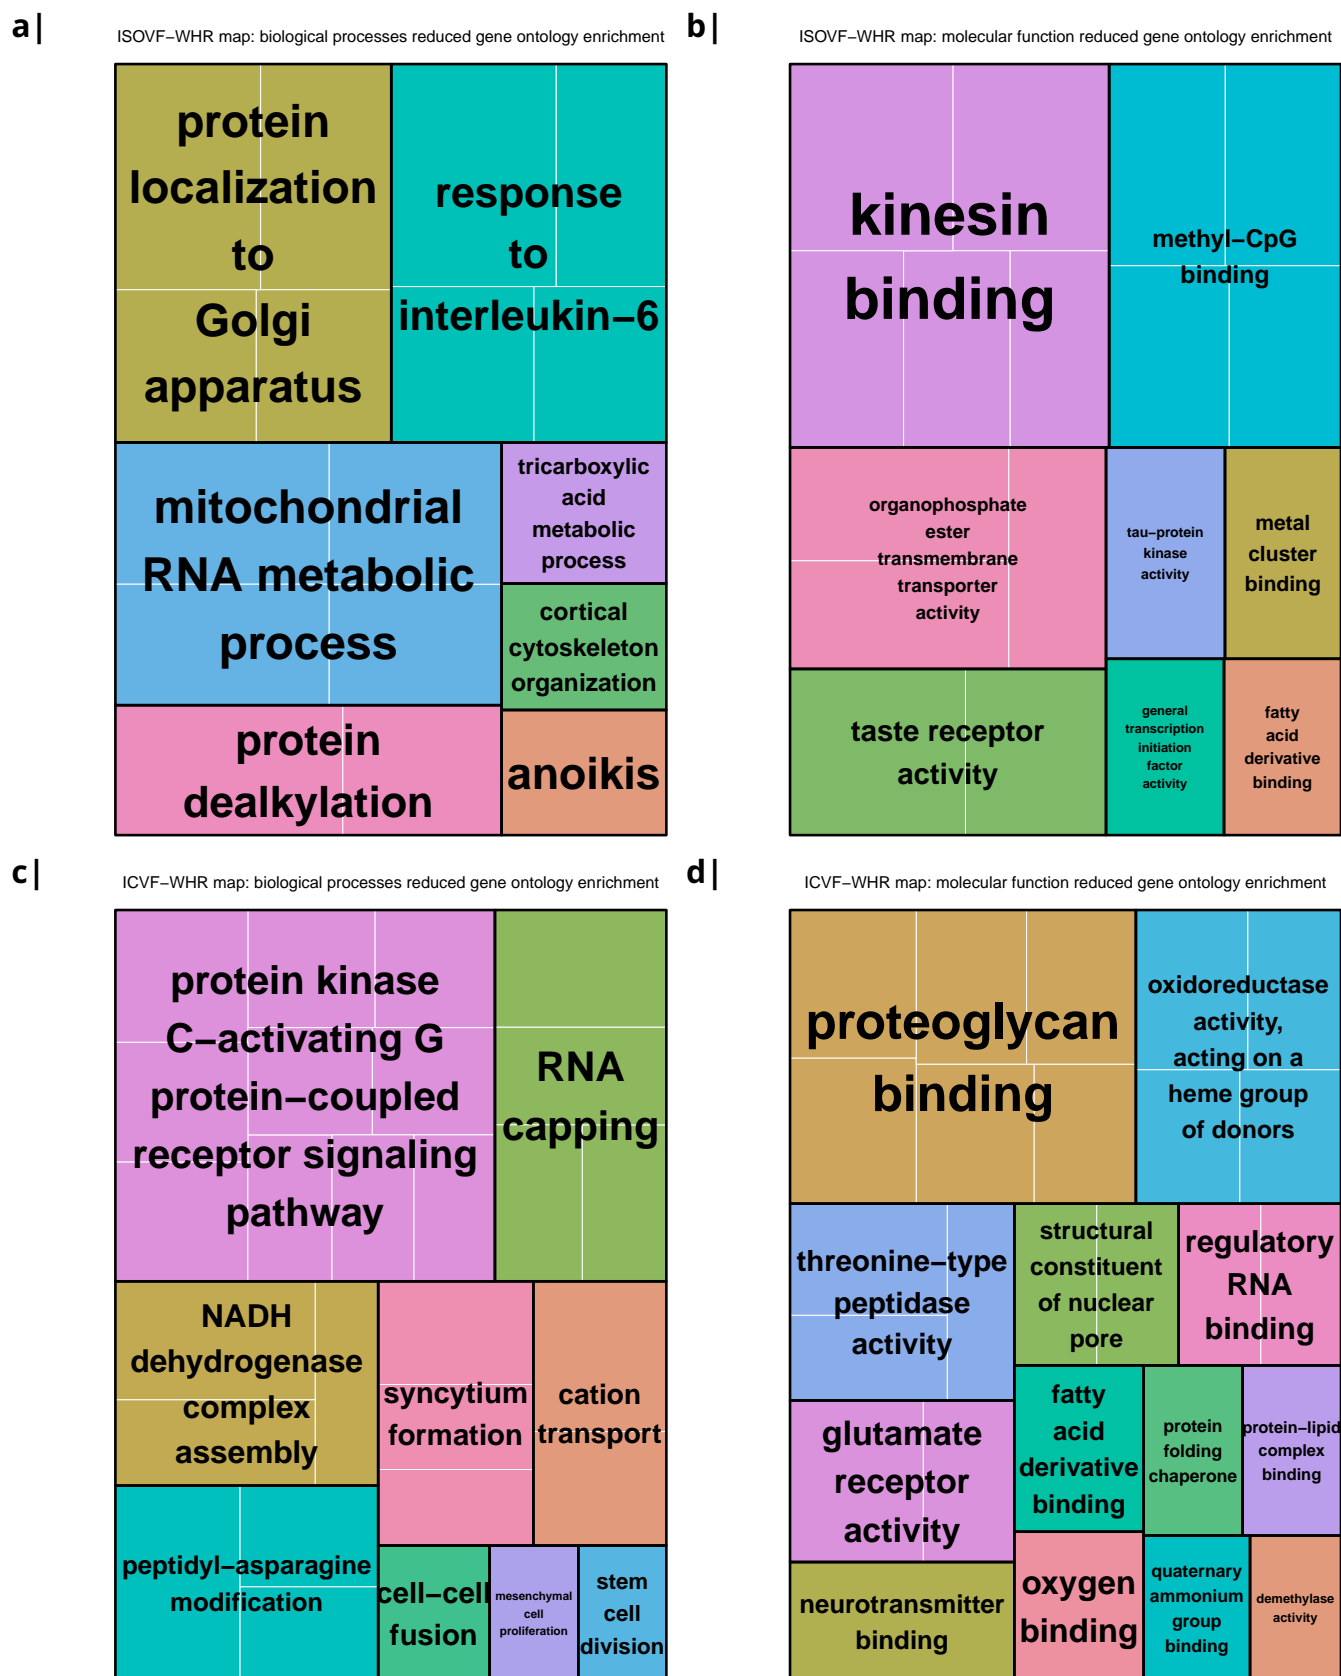 a|
ISOVF−WHR map: biological processes reduced gene ontology enrichment
protein
localization
to
Golgi
apparatus
response
to
interleukin−6
mitochondrial
RNA metabolic
process
tricarboxylic
acid
metabolic
process
cortical
cytoskeleton
organization
protein
dealkylation
anoikis
b|
ISOVF−WHR map: molecular function reduced gene ontology enrichment
kinesin
binding
methyl−CpG
binding
organophosphate
ester
transmembrane
transporter
activity
tau−protein
kinase
activity
metal
cluster
binding
taste receptor
activity
general
transcription
initiation
factor
activity
fatty
acid
derivative
binding
c|
ICVF−WHR map: biological processes reduced gene ontology enrichment
protein kinase
C−activating G
protein−coupled
receptor signaling
pathway
RNA
capping
NADH
dehydrogenase
complex
assembly
syncytium
formation
cation
transport
peptidyl−asparagine
modification
cell−cell
fusion
mesenchymal
cell
proliferation
stem
cell
division
d|
ICVF−WHR map: molecular function reduced gene ontology enrichment
proteoglycan
binding
oxidoreductase
activity,
acting on a
heme group
of donors
threonine−type
peptidase
activity
structural
constituent
of nuclear
pore
regulatory
RNA
binding
glutamate
receptor
activity
fatty
acid
derivative
binding
protein
folding
chaperone
protein−lipid
complex
binding
neurotransmitter
binding
oxygen
binding
quaternary
ammonium
group
binding
demethylase
activity